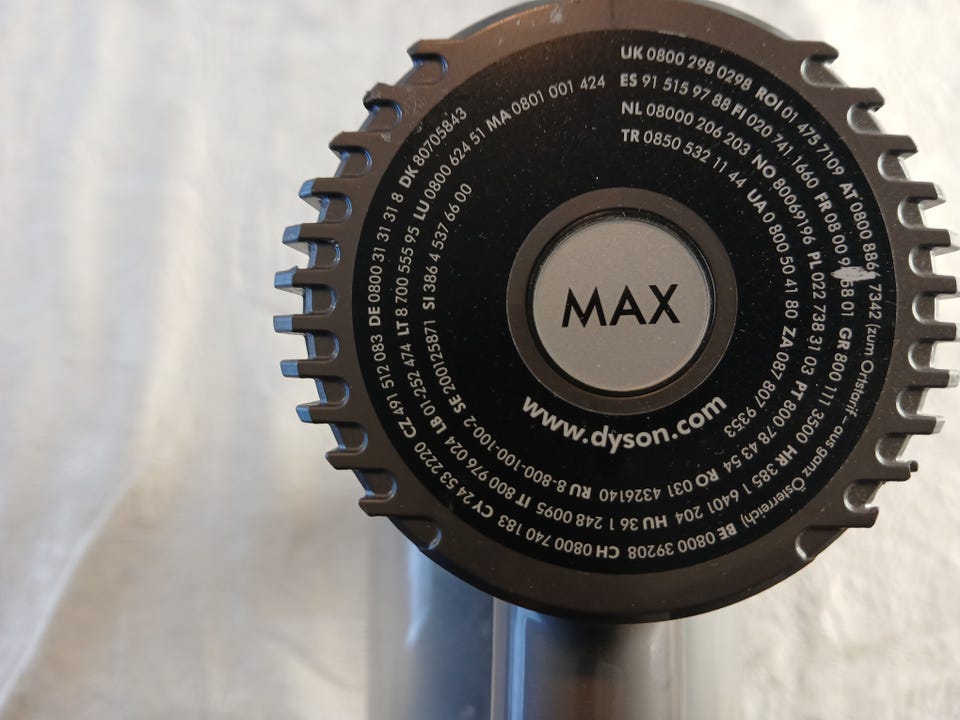 UK 0800 298 0298 ROI 01 475 7109 AT 0800 886 7342 (zum Ortstarif – aus ganz Österreich) BE 0800 39208 CH 0800 740 183 CY 24 53 2220 CZ 491 512 083 DE 0800 31 31 31 8 DK 80705843
ES 91 515 97 88 FI 020 741 1660 FR 0800 58 01 GR 800 111 3500 HR 385 1 6401 204 HU 36 1 248 0095 IT 800 976 024 LB 01-252 474 LT 8 700 555 95 LU 0800 624 51 MA 0801 001 424
NL 08000 206 203 NO 80069196 PL 022 738 31 03 PT 800 78 43 54 RO 031 4326140 RU 8-800-100-100-2 SE 200125871 SI 386 4 537 66 00
TR 0850 532 11 44 UA 0 800 50 41 80 ZA 087 807 9353
MAX
www.dyson.com